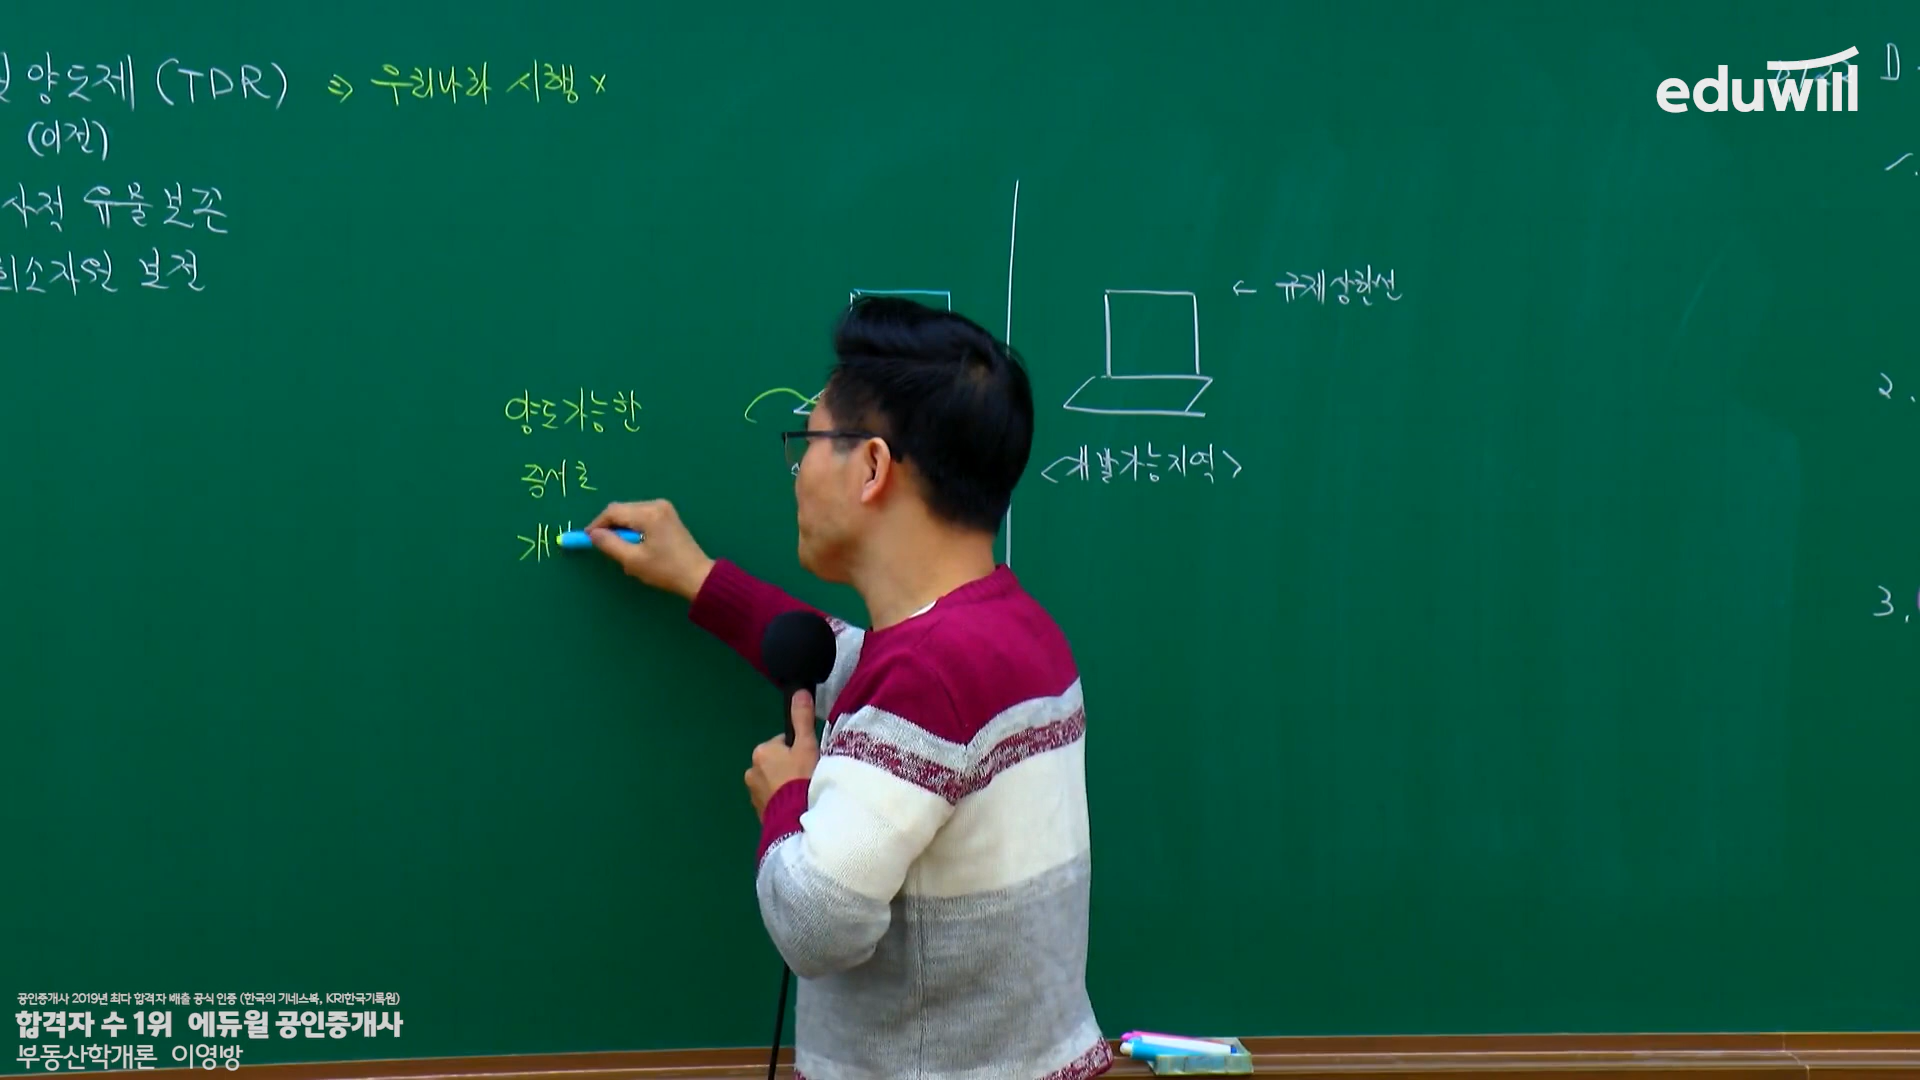 양도제 (TDR) ⇒ 우리나라 시행 ×
(이전)
사적 유물 보존
희소자원 보전
← 규제상한선
양도가능한
증서로
개발
<개발가능지역>
D
1.
2.
3.
eduwill
공인중개사 2019년 최다 합격자 배출 공식 인증 (한국의 기네스북, KRI한국기록원)
합격자 수 1위 에듀윌 공인중개사
부동산학개론 이영방